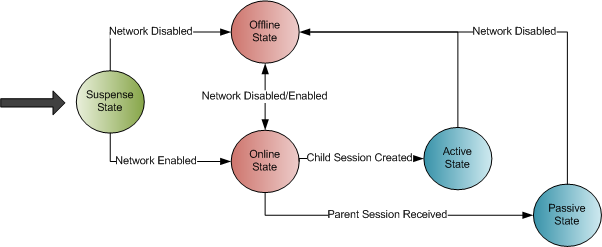 Network Disabled
Offline
State
Network Disabled
Suspense
State
Network Disabled/Enabled
Network Enabled
Online
State
Child Session Created
Active
State
Parent Session Received
Passive
State